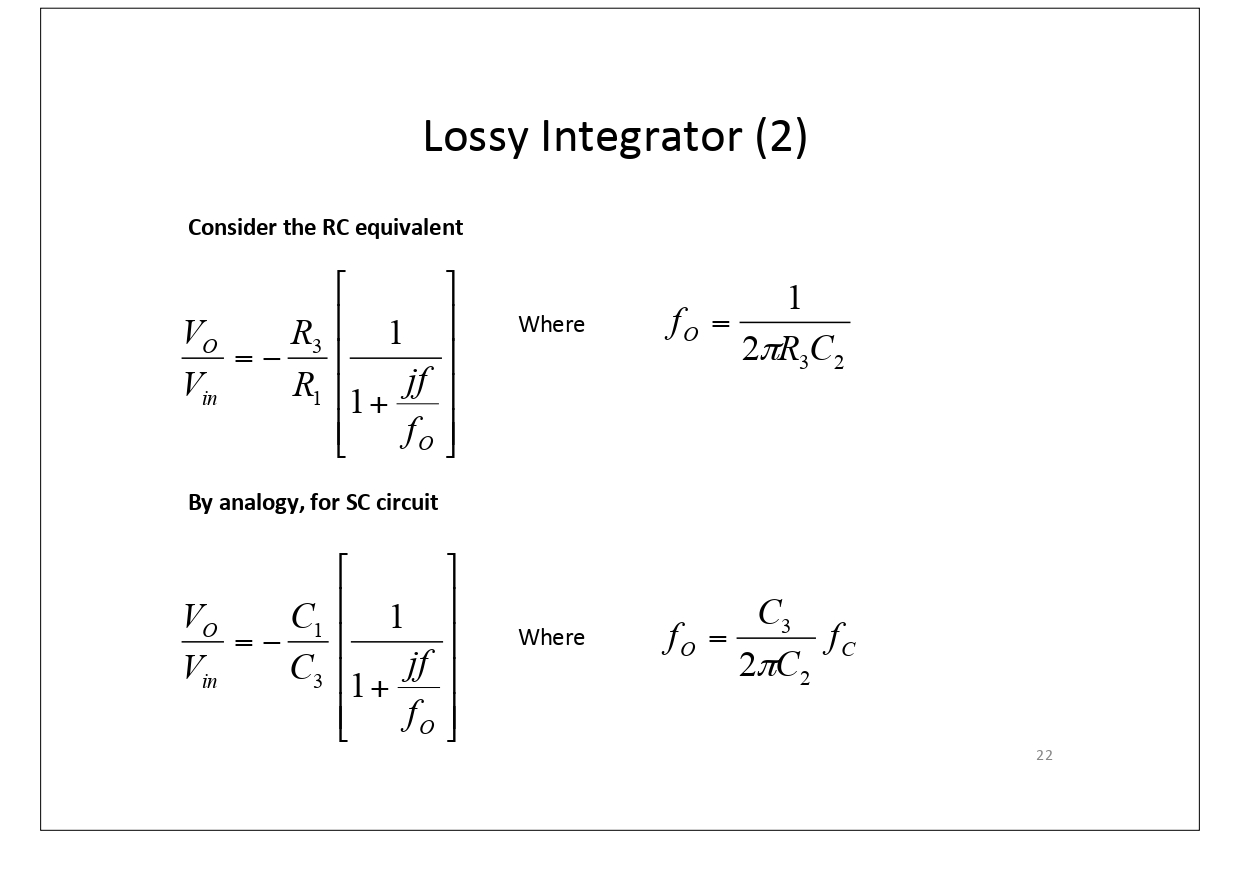 Lossy Integrator (2)
Consider the RC equivalent
\frac{V_O}{V_{in}} = -\frac{R_3}{R_1}\left[\frac{1}{1+\frac{jf}{f_O}}\right] Where f_O = \frac{1}{2\pi R_3 C_2}
By analogy, for SC circuit
\frac{V_O}{V_{in}} = -\frac{C_1}{C_3}\left[\frac{1}{1+\frac{jf}{f_O}}\right] Where f_O = \frac{C_3}{2\pi C_2} f_C
22